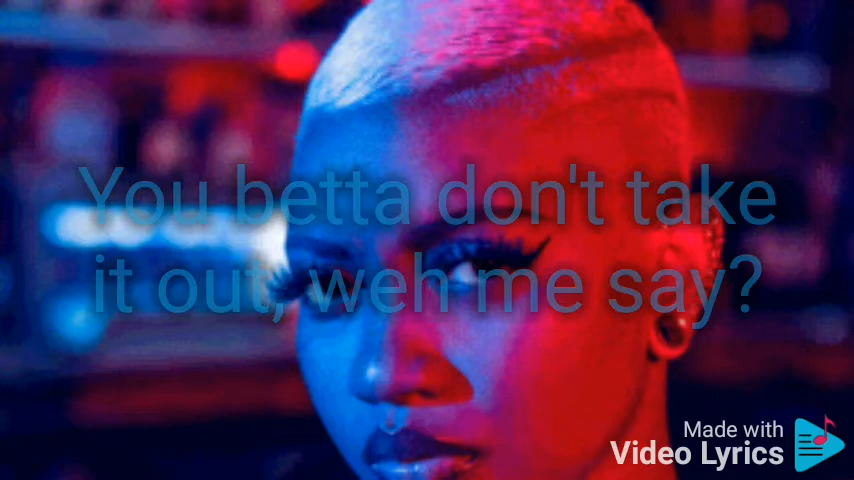 You betta don't take
it out, weh me say?
Made with
Video Lyrics